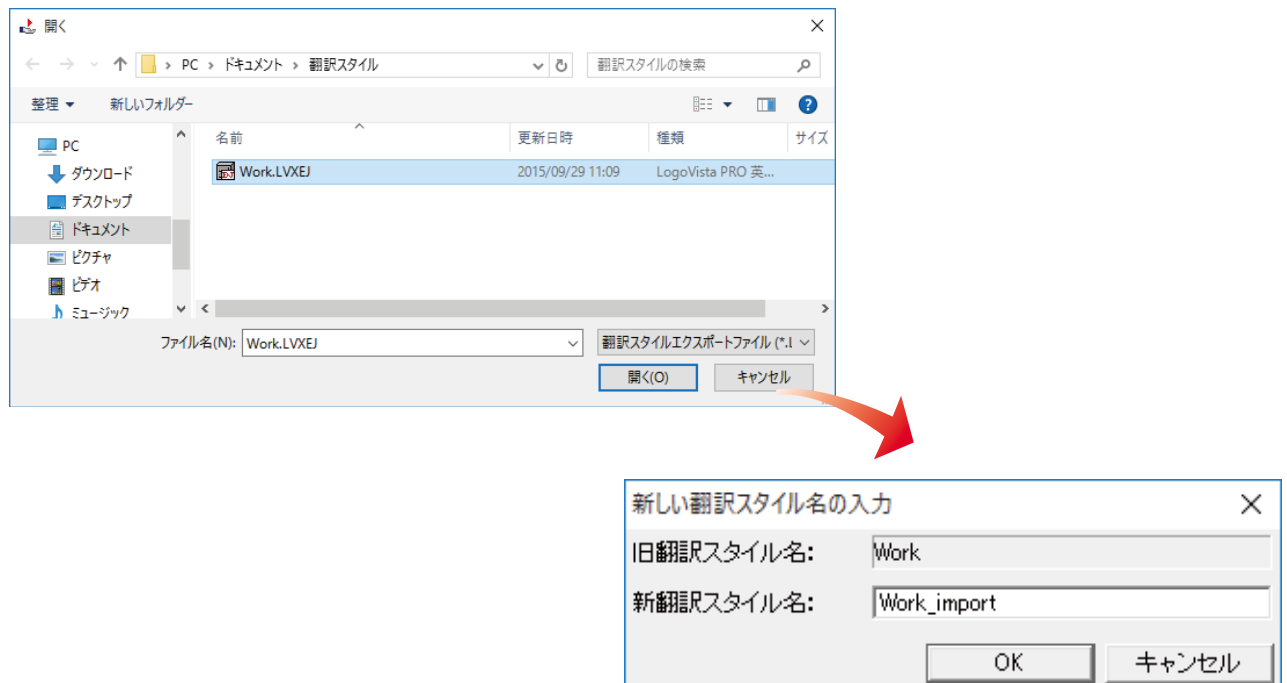 開く
PC › ドキュメント › 翻訳スタイル
翻訳スタイルの検索
整理
新しいフォルダー
名前 更新日時 種類 サイズ
PC
ダウンロード
デスクトップ
ドキュメント
ピクチャ
ビデオ
ミュージック
Work.LVXEJ 2015/09/29 11:09 LogoVista PRO 英...
ファイル名(N): Work.LVXEJ
翻訳スタイルエクスポートファイル (*.l
開く(O) キャンセル
新しい翻訳スタイル名の入力
旧翻訳スタイル名: Work
新翻訳スタイル名: Work_import
OK キャンセル